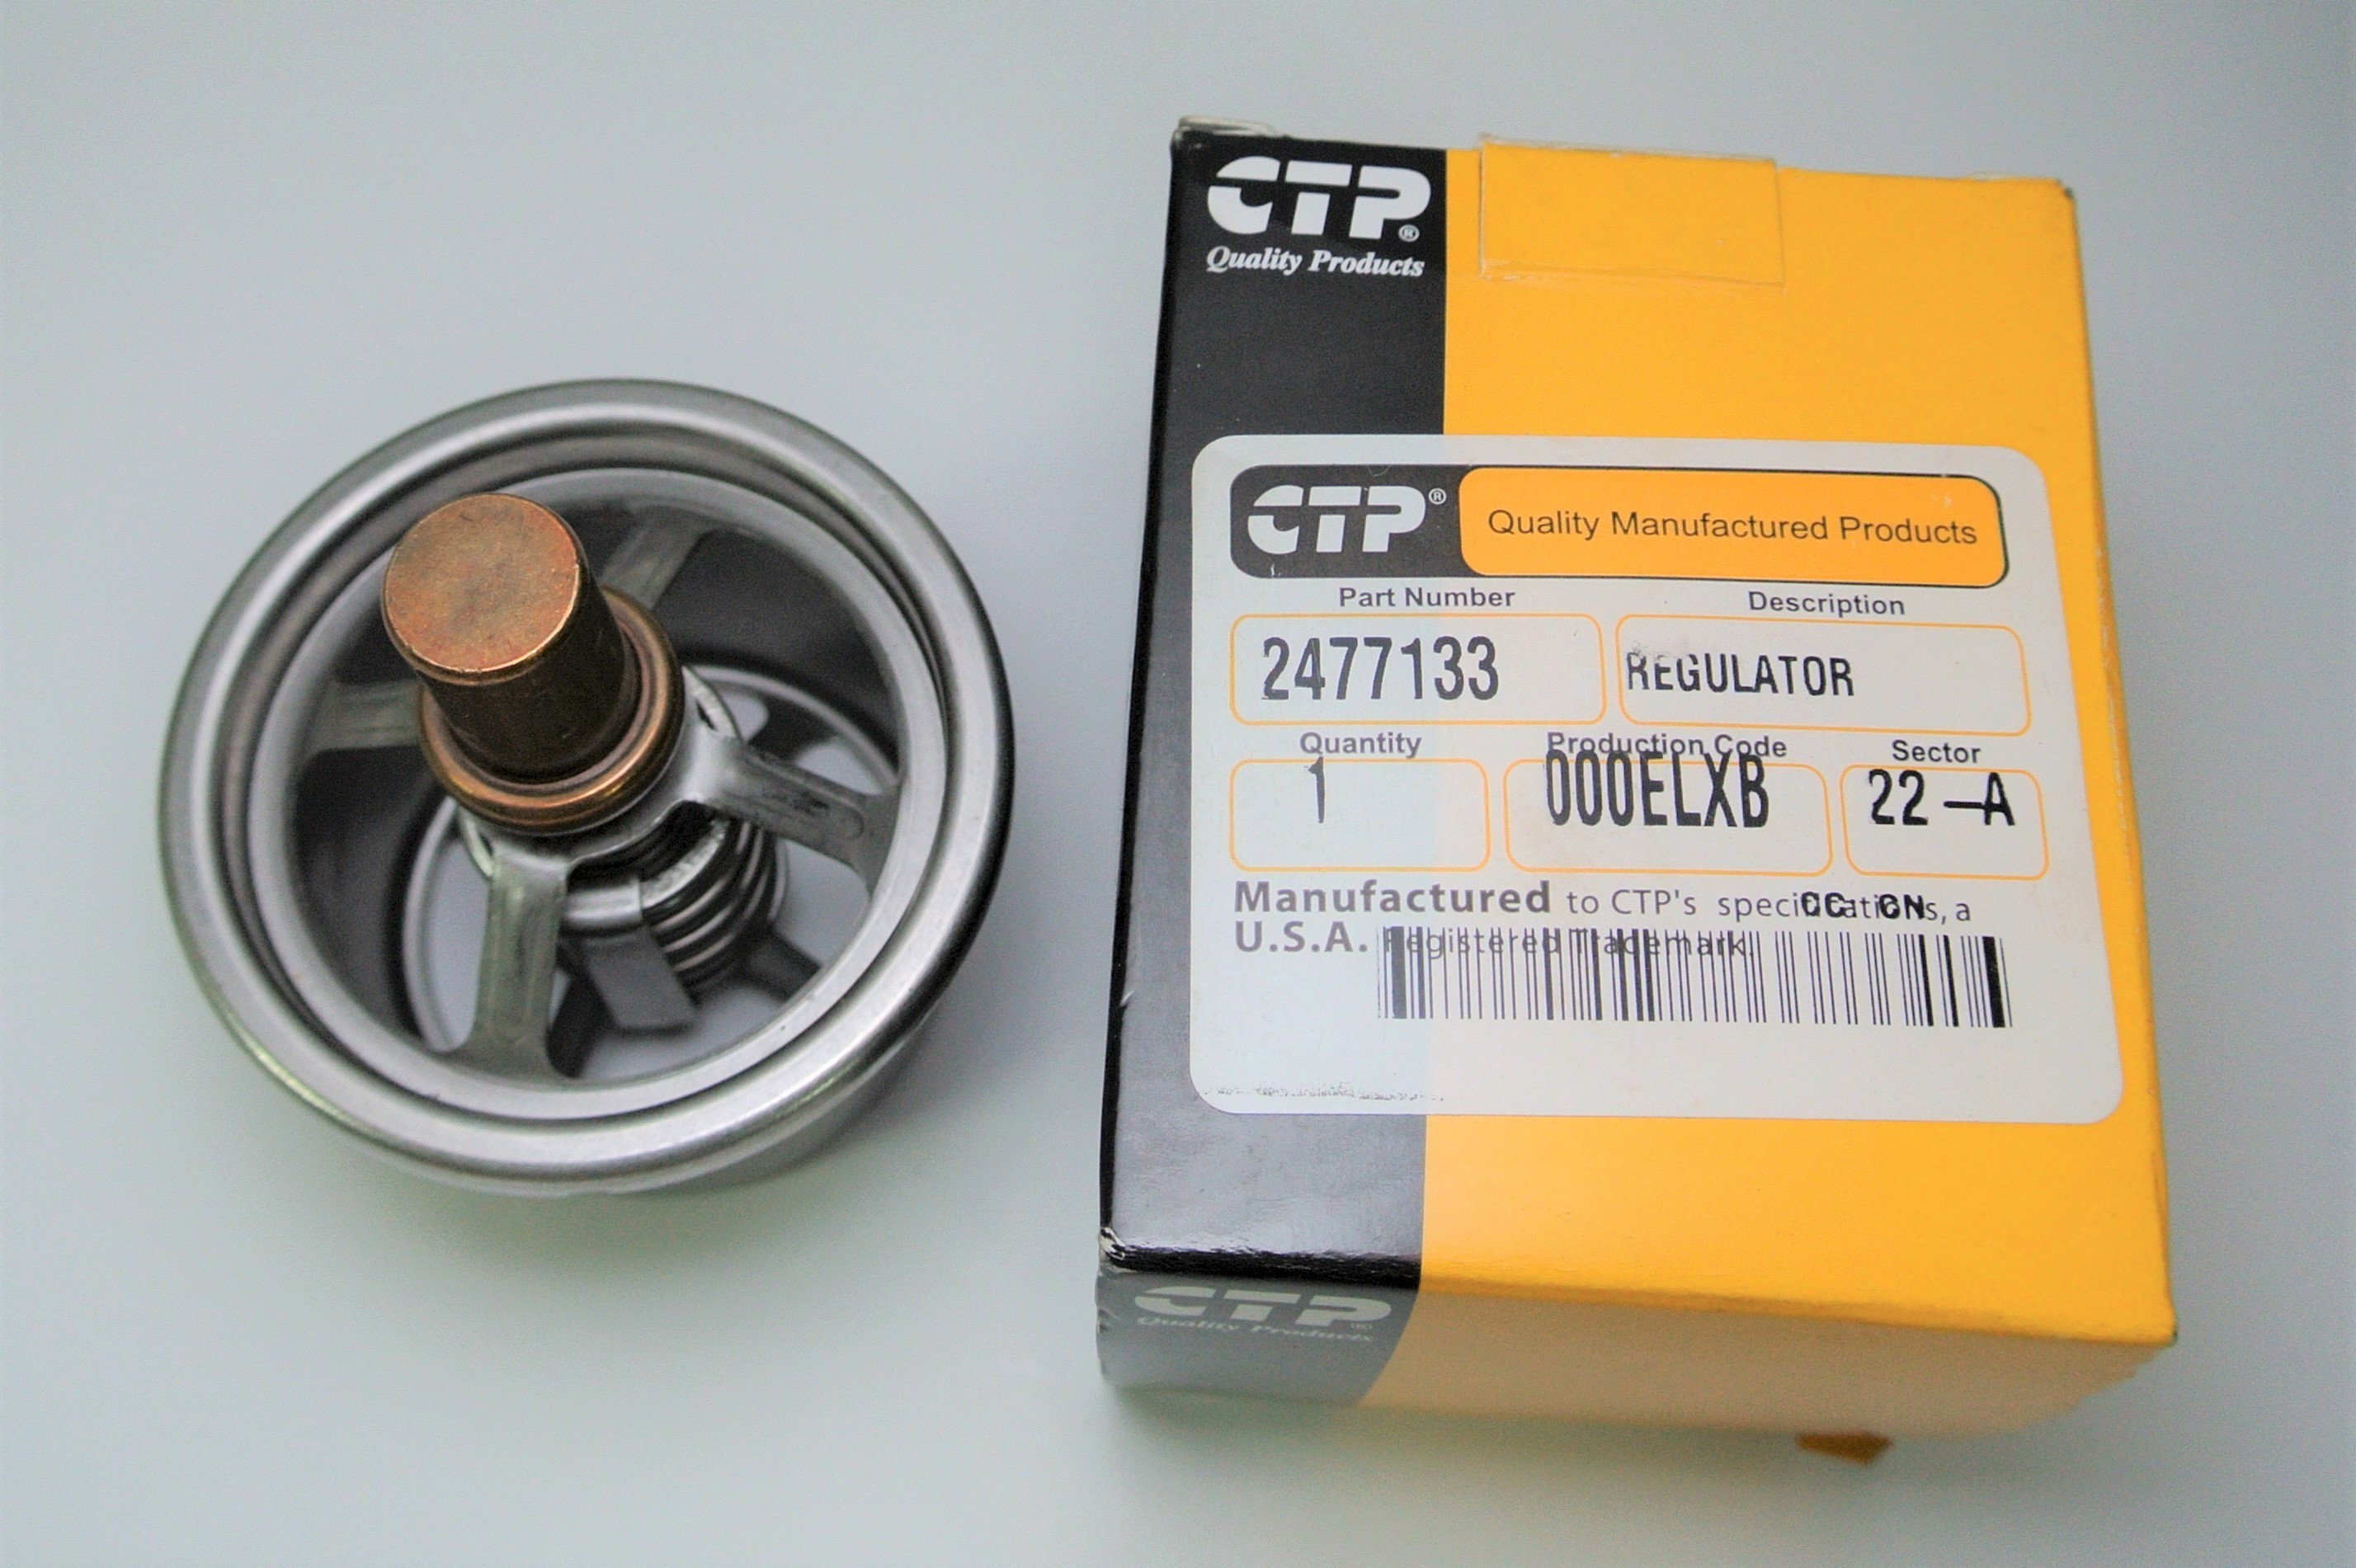 CTP®
Quality Products
CTP®
Quality Manufactured Products
Part Number
Description
2477133
REGULATOR
Quantity
Production Code
Sector
1
000ELXB
22 -A
Manufactured to CTP's specifications, a
CC: CN
U.S.A. Registered Trademark.
CTP®
Quality Products